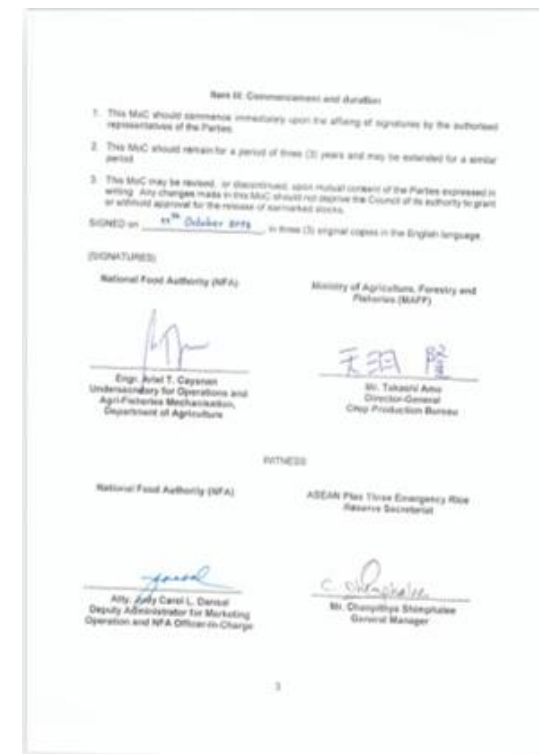 Item III: Commencement and duration
1. This MoC should commence immediately upon the affixing of signatures by the authorised
representatives of the Parties.
2. This MoC should remain for a period of three (3) years and may be extended for a similar
period.
3. This MoC may be revised, or discontinued, upon mutual consent of the Parties expressed in
writing. Any changes made in this MoC should not deprive the Council of its authority to grant
or withhold approval for the release of earmarked stocks.
SIGNED on October in three (3) original copies in the English language.
(SIGNATURES)
National Food Authority (NFA)
Ministry of Agriculture, Forestry and
Fisheries (MAFF)
天羽 隆
Engr. Ariel T. Cayanan
Undersecretary for Operations and
Agri-Fisheries Mechanisation,
Department of Agriculture
Mr. Takashi Amo
Director-General
Crop Production Bureau
WITNESS
National Food Authority (NFA)
ASEAN Plus Three Emergency Rice
Reserve Secretariat
C. Shimphalee
Atty. Judy Carol L. Dansal
Deputy Administrator for Marketing
Operation and NFA Officer-in-Charge
Mr. Chanpithya Shimphalee
General Manager
3